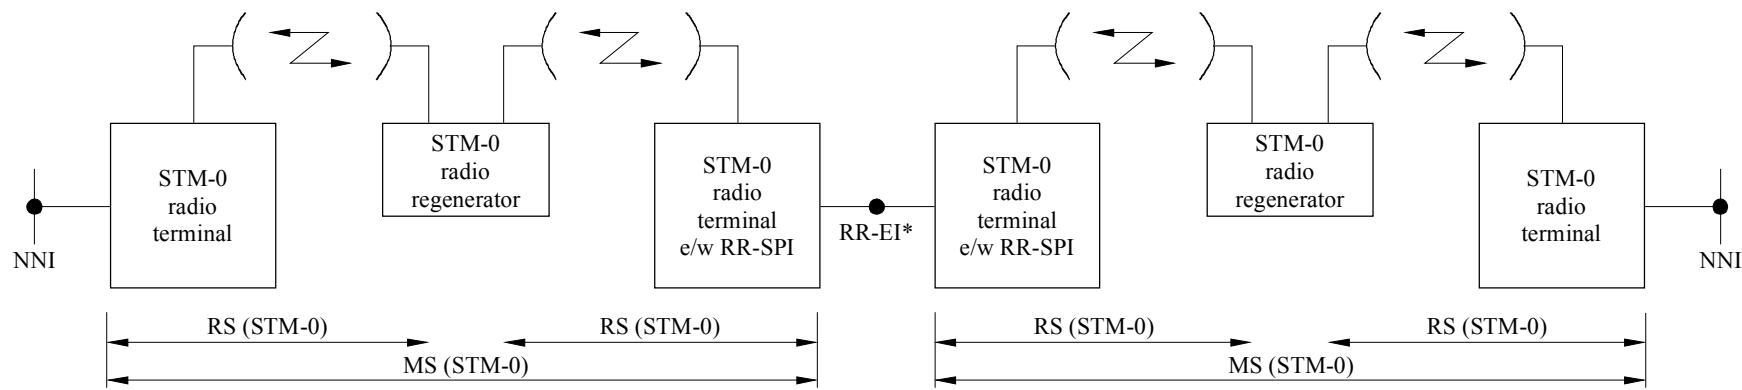 STM-0
radio
terminal
STM-0
radio
regenerator
STM-0
radio
terminal
e/w RR-SPI
STM-0
radio
terminal
e/w RR-SPI
STM-0
radio
regenerator
STM-0
radio
terminal
NNI
RR-EI*
NNI
RS (STM-0)
RS (STM-0)
RS (STM-0)
RS (STM-0)
MS (STM-0)
MS (STM-0)